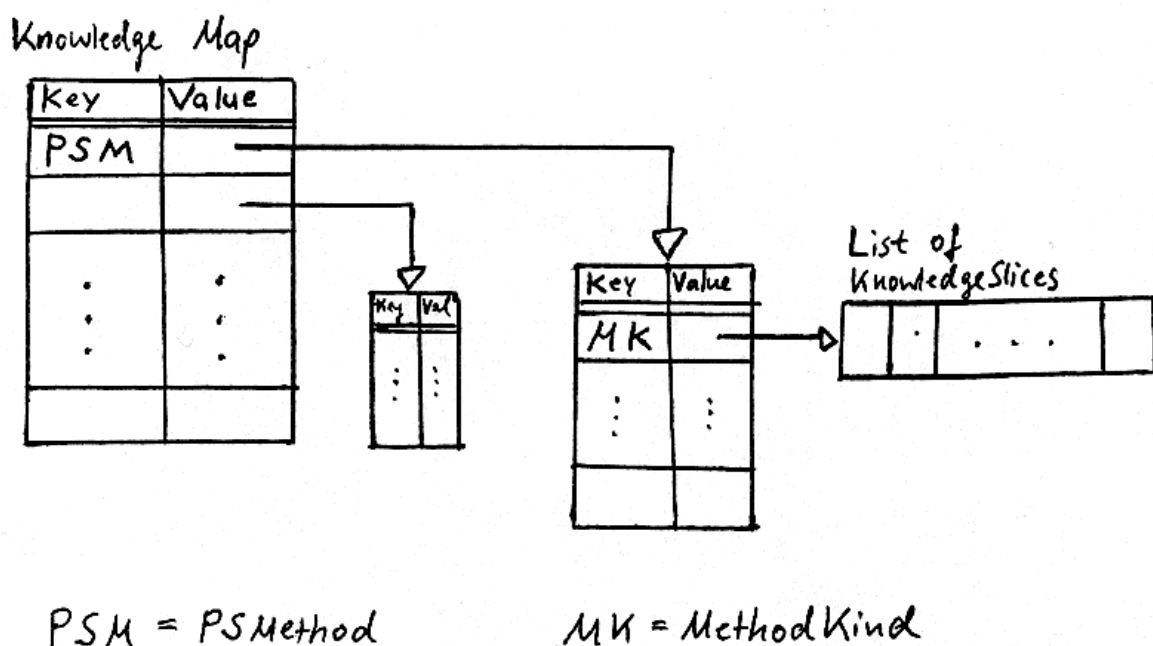 Knowledge Map
Key Value
PSM
Key Val
Key Value
MK
List of
KnowledgeSlices
PSM = PSMethod
MK = MethodKind